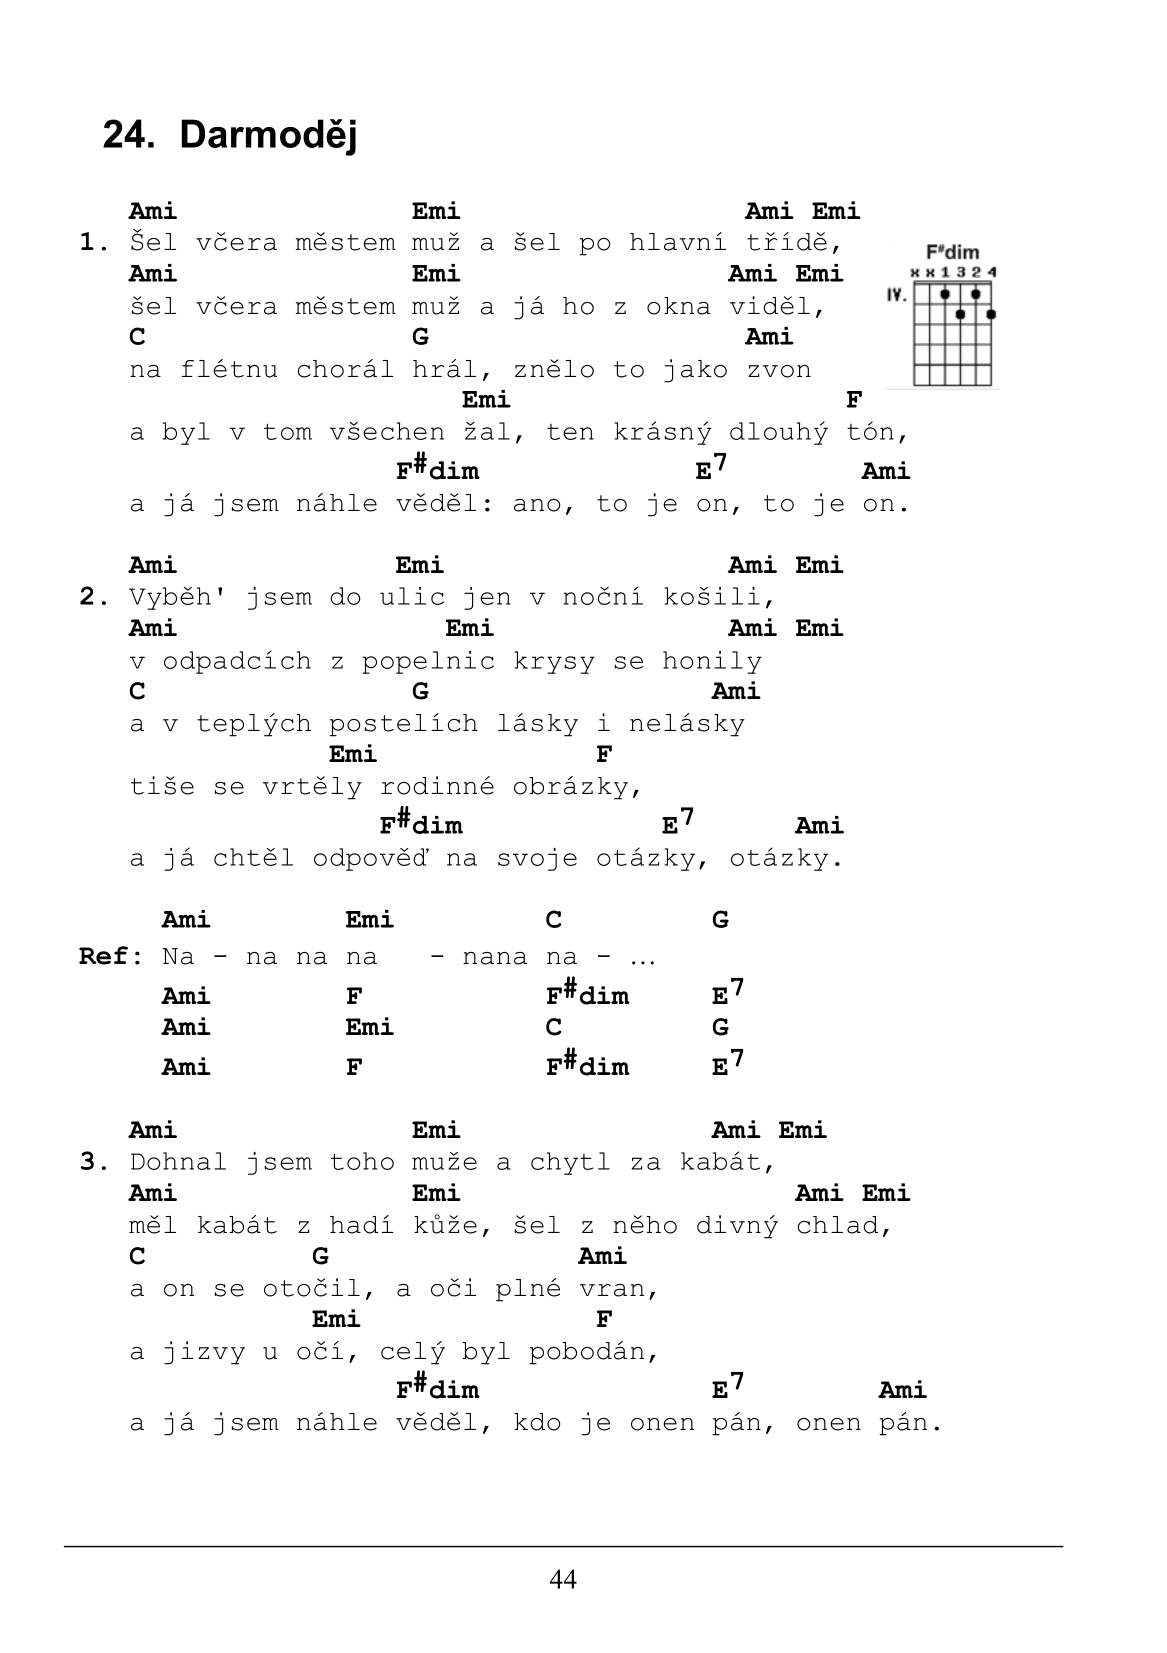 24. Darmoděj
Ami Emi Ami Emi
1. Šel včera městem muž a šel po hlavní třídě,
Ami Emi Ami Emi
šel včera městem muž a já ho z okna viděl,
C G Ami
na flétnu chorál hrál, znělo to jako zvon
Emi F
a byl v tom všechen žal, ten krásný dlouhý tón,
F#dim E7 Ami
a já jsem náhle věděl: ano, to je on, to je on.
F#dim
x x 1 3 2 4
IV.
Ami Emi Ami Emi
2. Vyběh' jsem do ulic jen v noční košili,
Ami Emi Ami Emi
v odpadcích z popelnic krysy se honily
C G Ami
a v teplých postelích lásky i nelásky
Emi F
tiše se vrtěly rodinné obrázky,
F#dim E7 Ami
a já chtěl odpověď na svoje otázky, otázky.
Ami Emi C G
Ref: Na - na na na - nana na - …
Ami F F#dim E7
Ami Emi C G
Ami F F#dim E7
Ami Emi Ami Emi
3. Dohnal jsem toho muže a chytl za kabát,
Ami Emi Ami Emi
měl kabát z hadí kůže, šel z něho divný chlad,
C G Ami
a on se otočil, a oči plné vran,
Emi F
a jizvy u očí, celý byl pobodán,
F#dim E7 Ami
a já jsem náhle věděl, kdo je onen pán, onen pán.
44